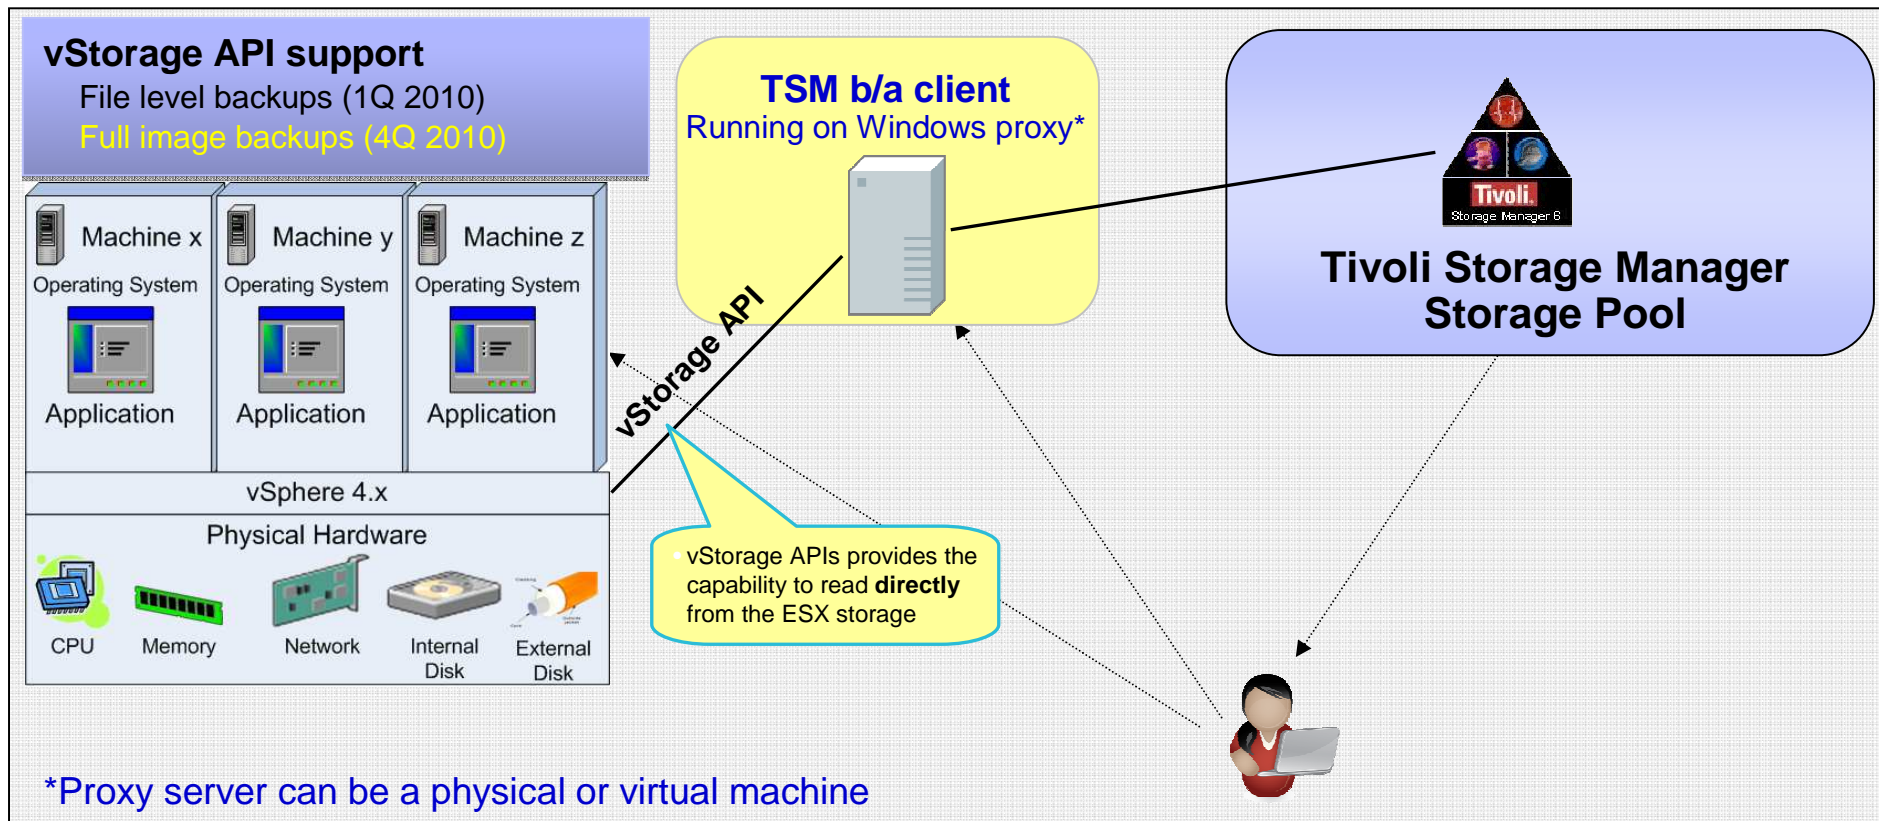 vStorage API support
File level backups (1Q 2010)
Full image backups (4Q 2010)
TSM b/a client
Running on Windows proxy*
Tivoli.
Storage Manager 6
Tivoli Storage Manager
Storage Pool
Machine x
Machine y
Machine z
Operating System
Operating System
Operating System
Application
Application
Application
vStorage API
vSphere 4.x
Physical Hardware
CPU
Memory
Network
Internal
Disk
External
Disk
• vStorage APIs provides the
capability to read directly
from the ESX storage
*Proxy server can be a physical or virtual machine